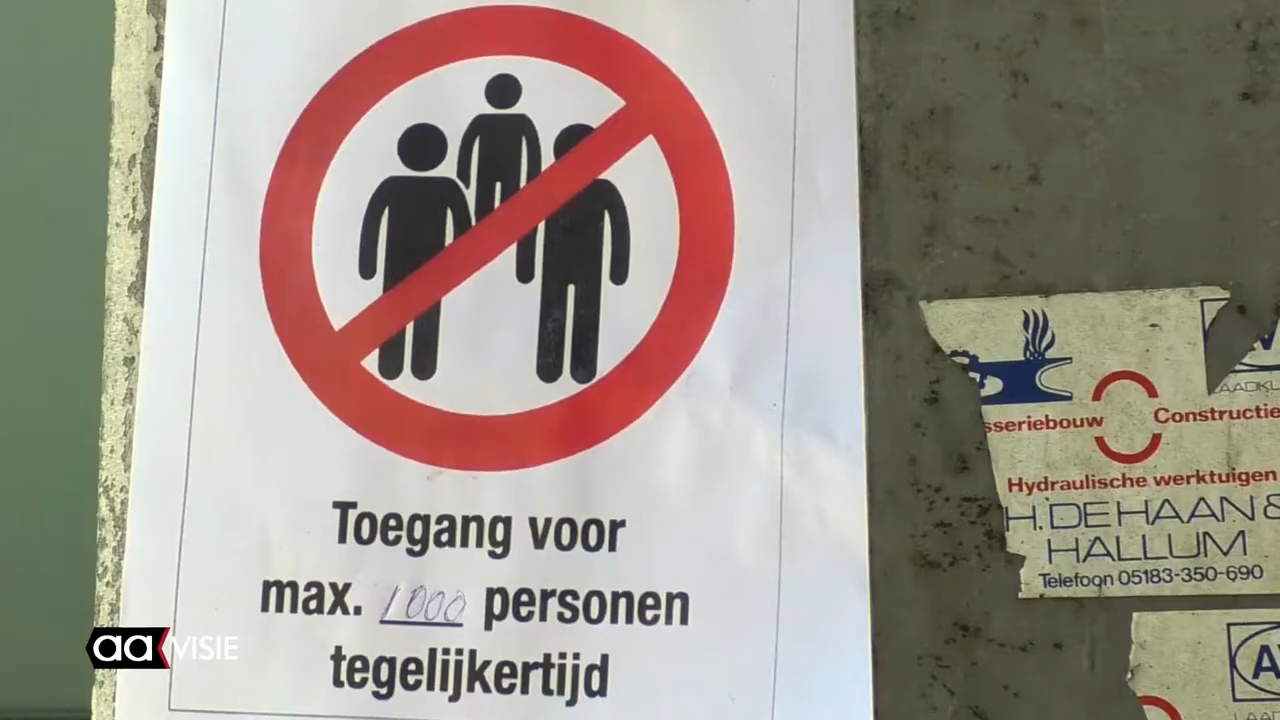 Toegang voor
max. 1000 personen
tegelijkertijd
aa VISIE
sseriebouw Constructie
Hydraulische werktuigen
H. DE HAAN &
HALLUM
Telefoon 05183-350-690